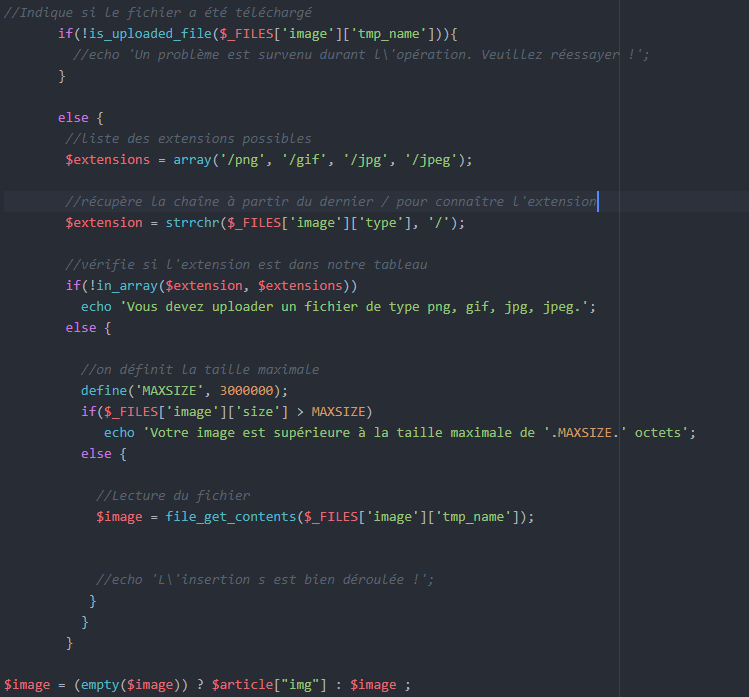 //Indique si le fichier a été téléchargé
if(!is_uploaded_file($_FILES['image']['tmp_name'])){
//echo 'Un problème est survenu durant l\'opération. Veuillez réessayer !';
}
else {
//liste des extensions possibles
$extensions = array('/png', '/gif', '/jpg', '/jpeg');
//récupère la chaîne à partir du dernier / pour connaître l'extension
$extension = strrchr($_FILES['image']['type'], '/');
//vérifie si l'extension est dans notre tableau
if(!in_array($extension, $extensions))
echo 'Vous devez uploader un fichier de type png, gif, jpg, jpeg.';
else {
//on définit la taille maximale
define('MAXSIZE', 3000000);
if($_FILES['image']['size'] > MAXSIZE)
echo 'Votre image est supérieure à la taille maximale de '.MAXSIZE.' octets';
else {
//Lecture du fichier
$image = file_get_contents($_FILES['image']['tmp_name']);
//echo 'L\'insertion s est bien déroulée !';
}
}
}
$image = (empty($image)) ? $article["img"] : $image ;